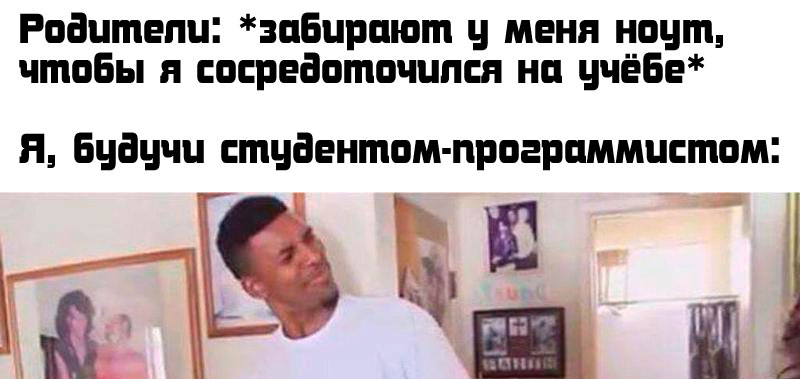 Родители: *забирают у меня ноут,
чтобы я сосредоточился на учёбе*
Я, будучи студентом-программистом: